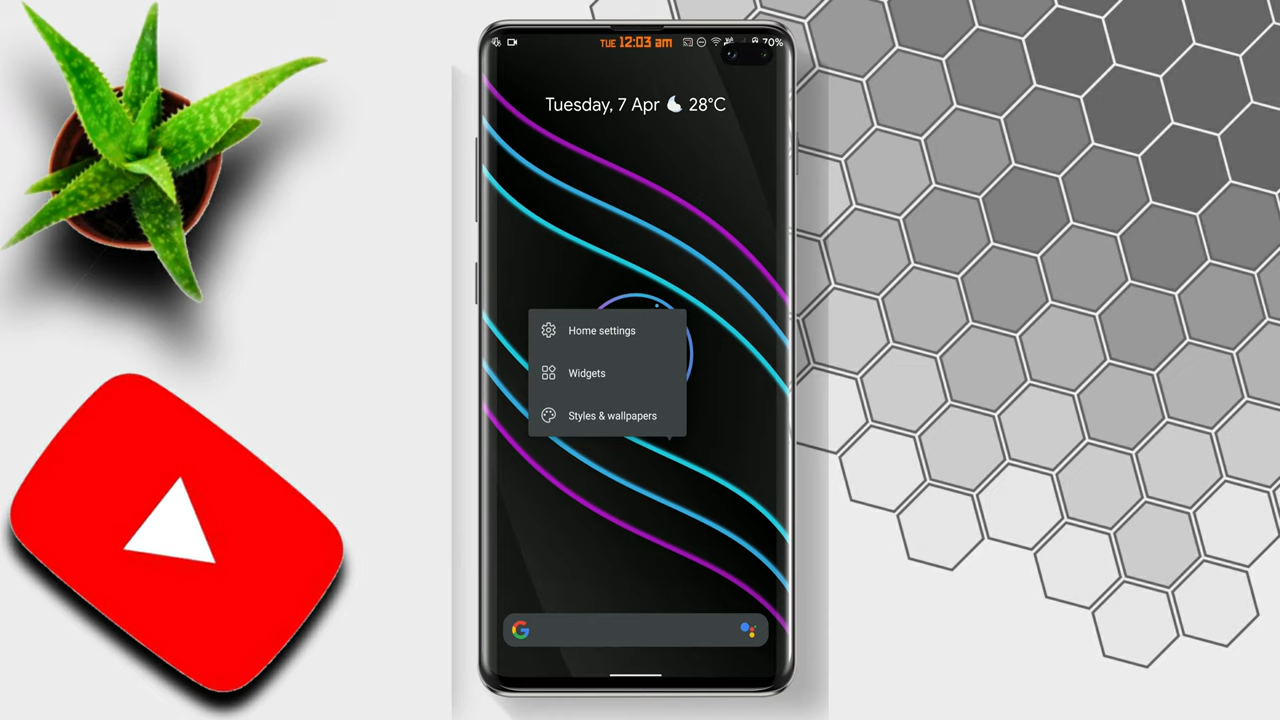 TUE 12:03 am
70%
Tuesday, 7 Apr 28°C
Home settings
Widgets
Styles & wallpapers
G